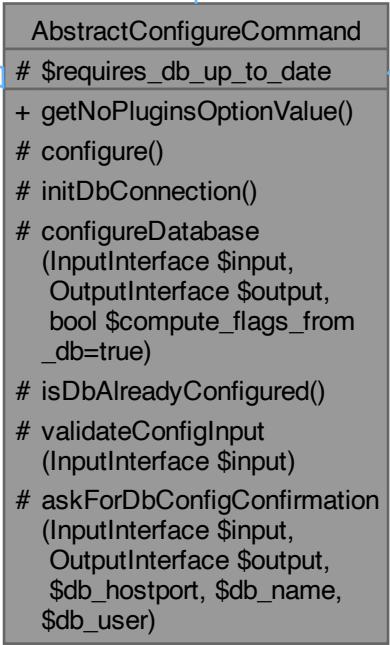 AbstractConfigureCommand
# $requires_db_up_to_date
+ getNoPluginsOptionValue()
# configure()
# initDbConnection()
# configureDatabase
(InputInterface $input,
OutputInterface $output,
bool $compute_flags_from
_db=true)
# isDbAlreadyConfigured()
# validateConfigInput
(InputInterface $input)
# askForDbConfigConfirmation
(InputInterface $input,
OutputInterface $output,
$db_hostport, $db_name,
$db_user)